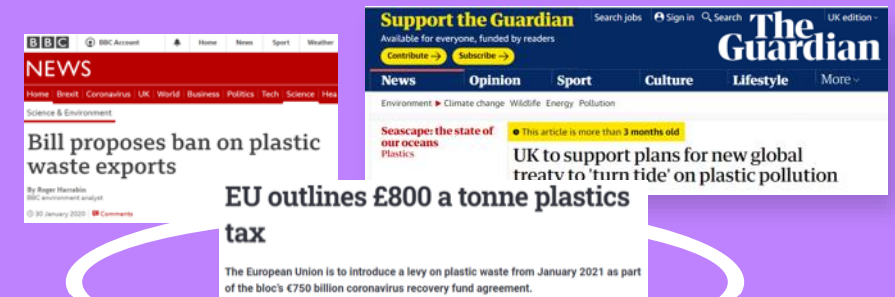 BBC BBC Account Home News Sport Weather
NEWS
Home Brexit Coronavirus UK World Business Politics Tech Science Hea
Science & Environment
Bill proposes ban on plastic
waste exports
By Roger Harrabin
BBC environment analyst
30 January 2020 Comments
Support the Guardian
Available for everyone, funded by readers
Contribute → Subscribe →
Search jobs Sign in Search UK edition
The
Guardian
News Opinion Sport Culture Lifestyle More
Environment ▶ Climate change Wildlife Energy Pollution
Seascape: the state of
our oceans
Plastics
This article is more than 3 months old
UK to support plans for new global
treaty to 'turn tide' on plastic pollution
EU outlines £800 a tonne plastics
tax
The European Union is to introduce a levy on plastic waste from January 2021 as part
of the bloc's €750 billion coronavirus recovery fund agreement.